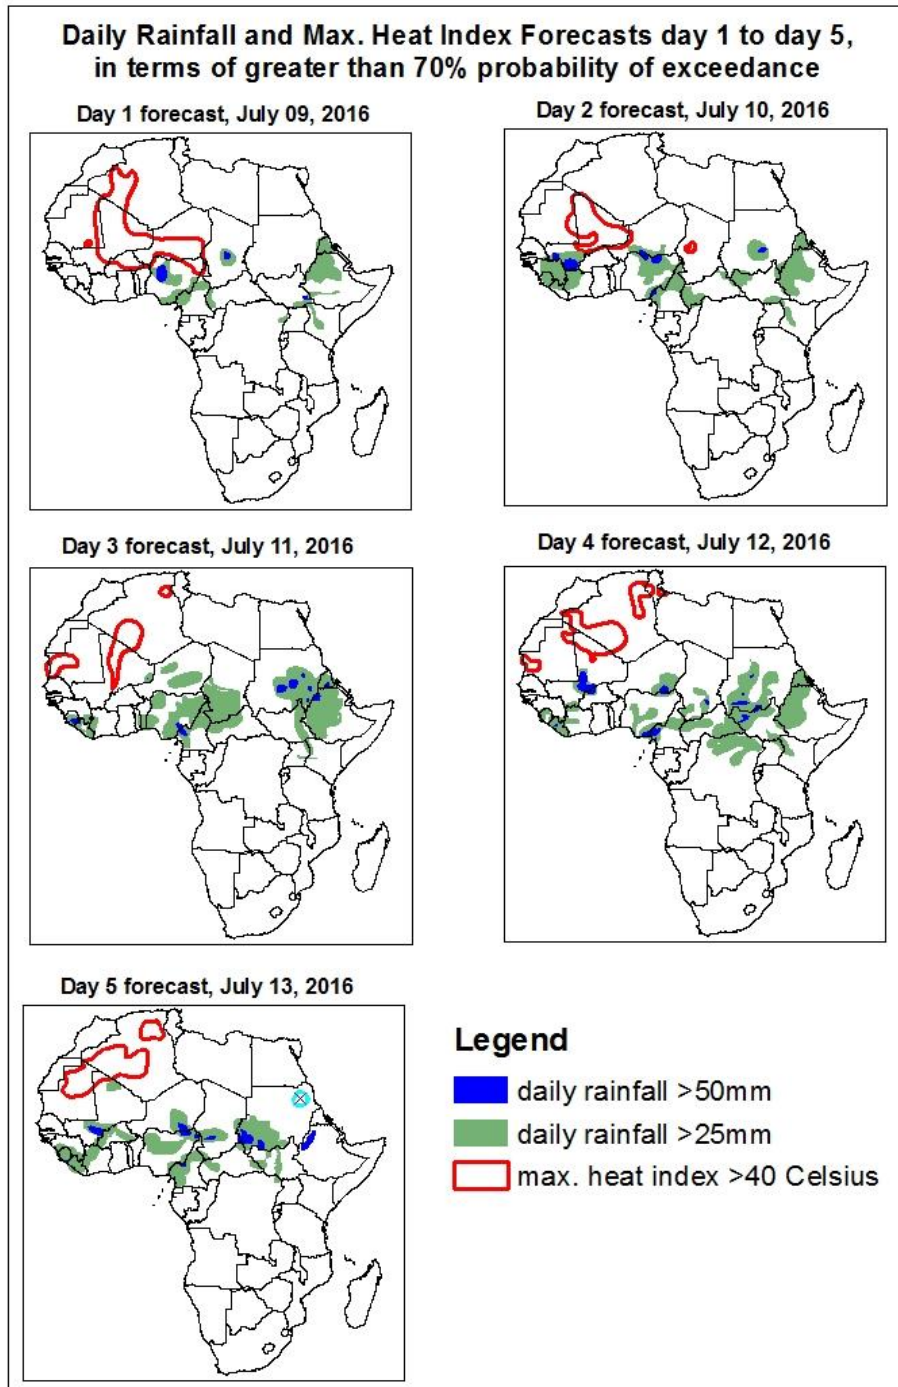 Daily Rainfall and Max. Heat Index Forecasts day 1 to day 5,
in terms of greater than 70% probability of exceedance
Day 1 forecast, July 09, 2016
Day 2 forecast, July 10, 2016
Day 3 forecast, July 11, 2016
Day 4 forecast, July 12, 2016
Day 5 forecast, July 13, 2016
Legend
daily rainfall >50mm
daily rainfall >25mm
max. heat index >40 Celsius